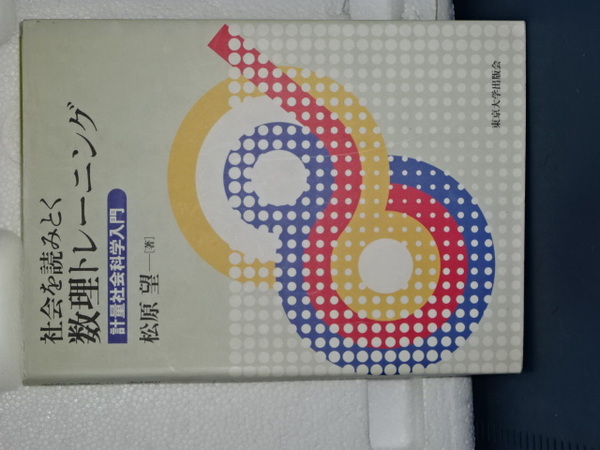 社会を読みとく
数理トレーニング
計量社会科学入門
松原 望─[著]
東京大学出版会